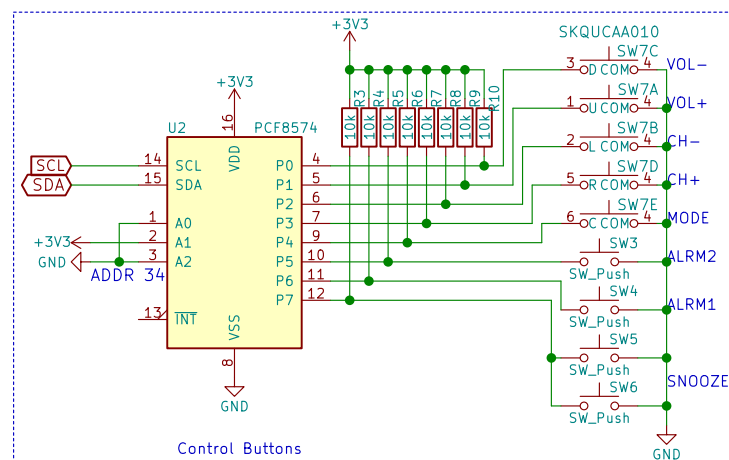 +3V3
SKQUCAA010
SW7C
3 D COM 4 VOL-
+3V3
R3 R4 R5 R6 R7 R8 R9 R10
10k 10k 10k 10k 10k 10k 10k 10k
SW7A
1 U COM 4 VOL+
U2 16 PCF8574
VDD
SW7B
2 L COM 4 CH-
SCL 14 SCL P0 4
SDA 15 SDA P1 5
SW7D
5 R COM 4 CH+
P2 6
1 A0 P3 7
SW7E
6 C COM 4 MODE
+3V3 2 A1 P4 9
SW3
GND 3 A2 P5 10
SW_Push
ALRM2
ADDR 34
P6 11
P7 12
SW4
SW_Push
ALRM1
13 INT
VSS
SW5
SW_Push
8
SNOOZE
SW6
SW_Push
GND
Control Buttons
GND